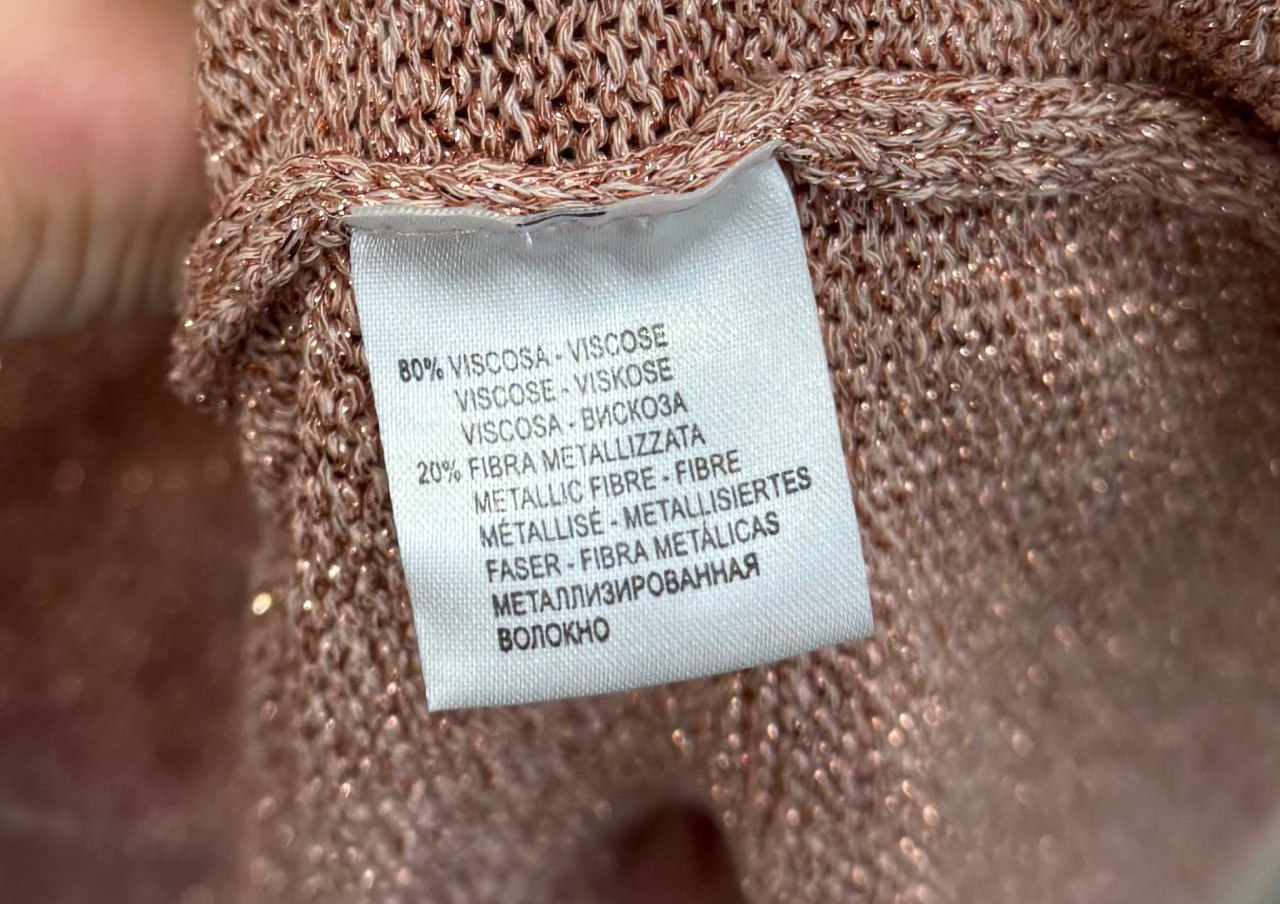 80% VISCOSA - VISCOSE
VISCOSE - VISKOSE
VISCOSA - ВИСКОЗА
20% FIBRA METALLIZZATA
METALLIC FIBRE - FIBRE
MÉTALLISÉ - METALLISIERTES
FASER - FIBRA METÁLICAS
МЕТАЛЛИЗИРОВАННАЯ
ВОЛОКНО